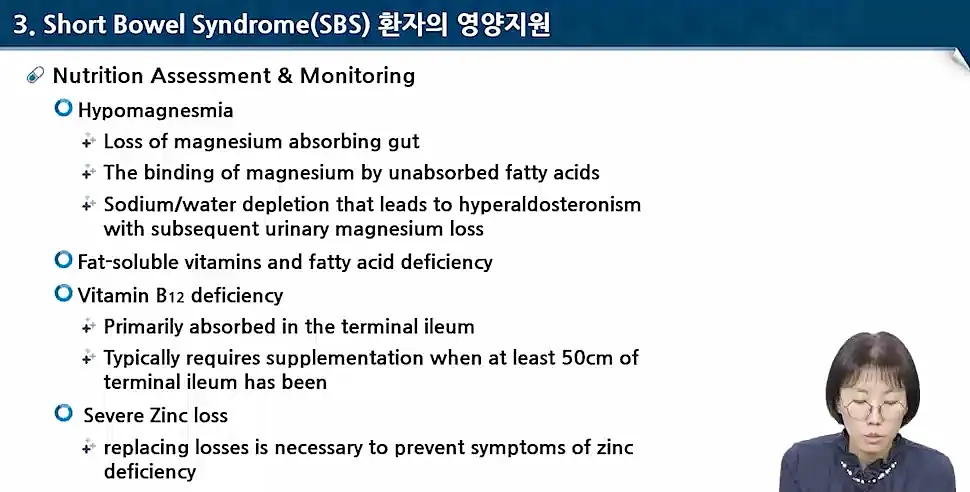 3. Short Bowel Syndrome(SBS) 환자의 영양지원
Nutrition Assessment & Monitoring
Hypomagnesmia
Loss of magnesium absorbing gut
The binding of magnesium by unabsorbed fatty acids
Sodium/water depletion that leads to hyperaldosteronism
with subsequent urinary magnesium loss
Fat-soluble vitamins and fatty acid deficiency
Vitamin B12 deficiency
Primarily absorbed in the terminal ileum
Typically requires supplementation when at least 50cm of
terminal ileum has been
Severe Zinc loss
replacing losses is necessary to prevent symptoms of zinc
deficiency